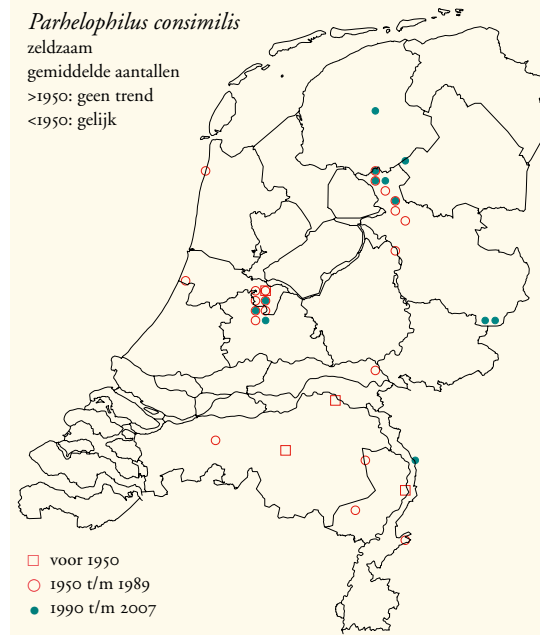 Parhelophilus consimilis
zeldzaam
gemiddelde aantallen
>1950: geen trend
<1950: gelijk
voor 1950
1950 t/m 1989
1990 t/m 2007